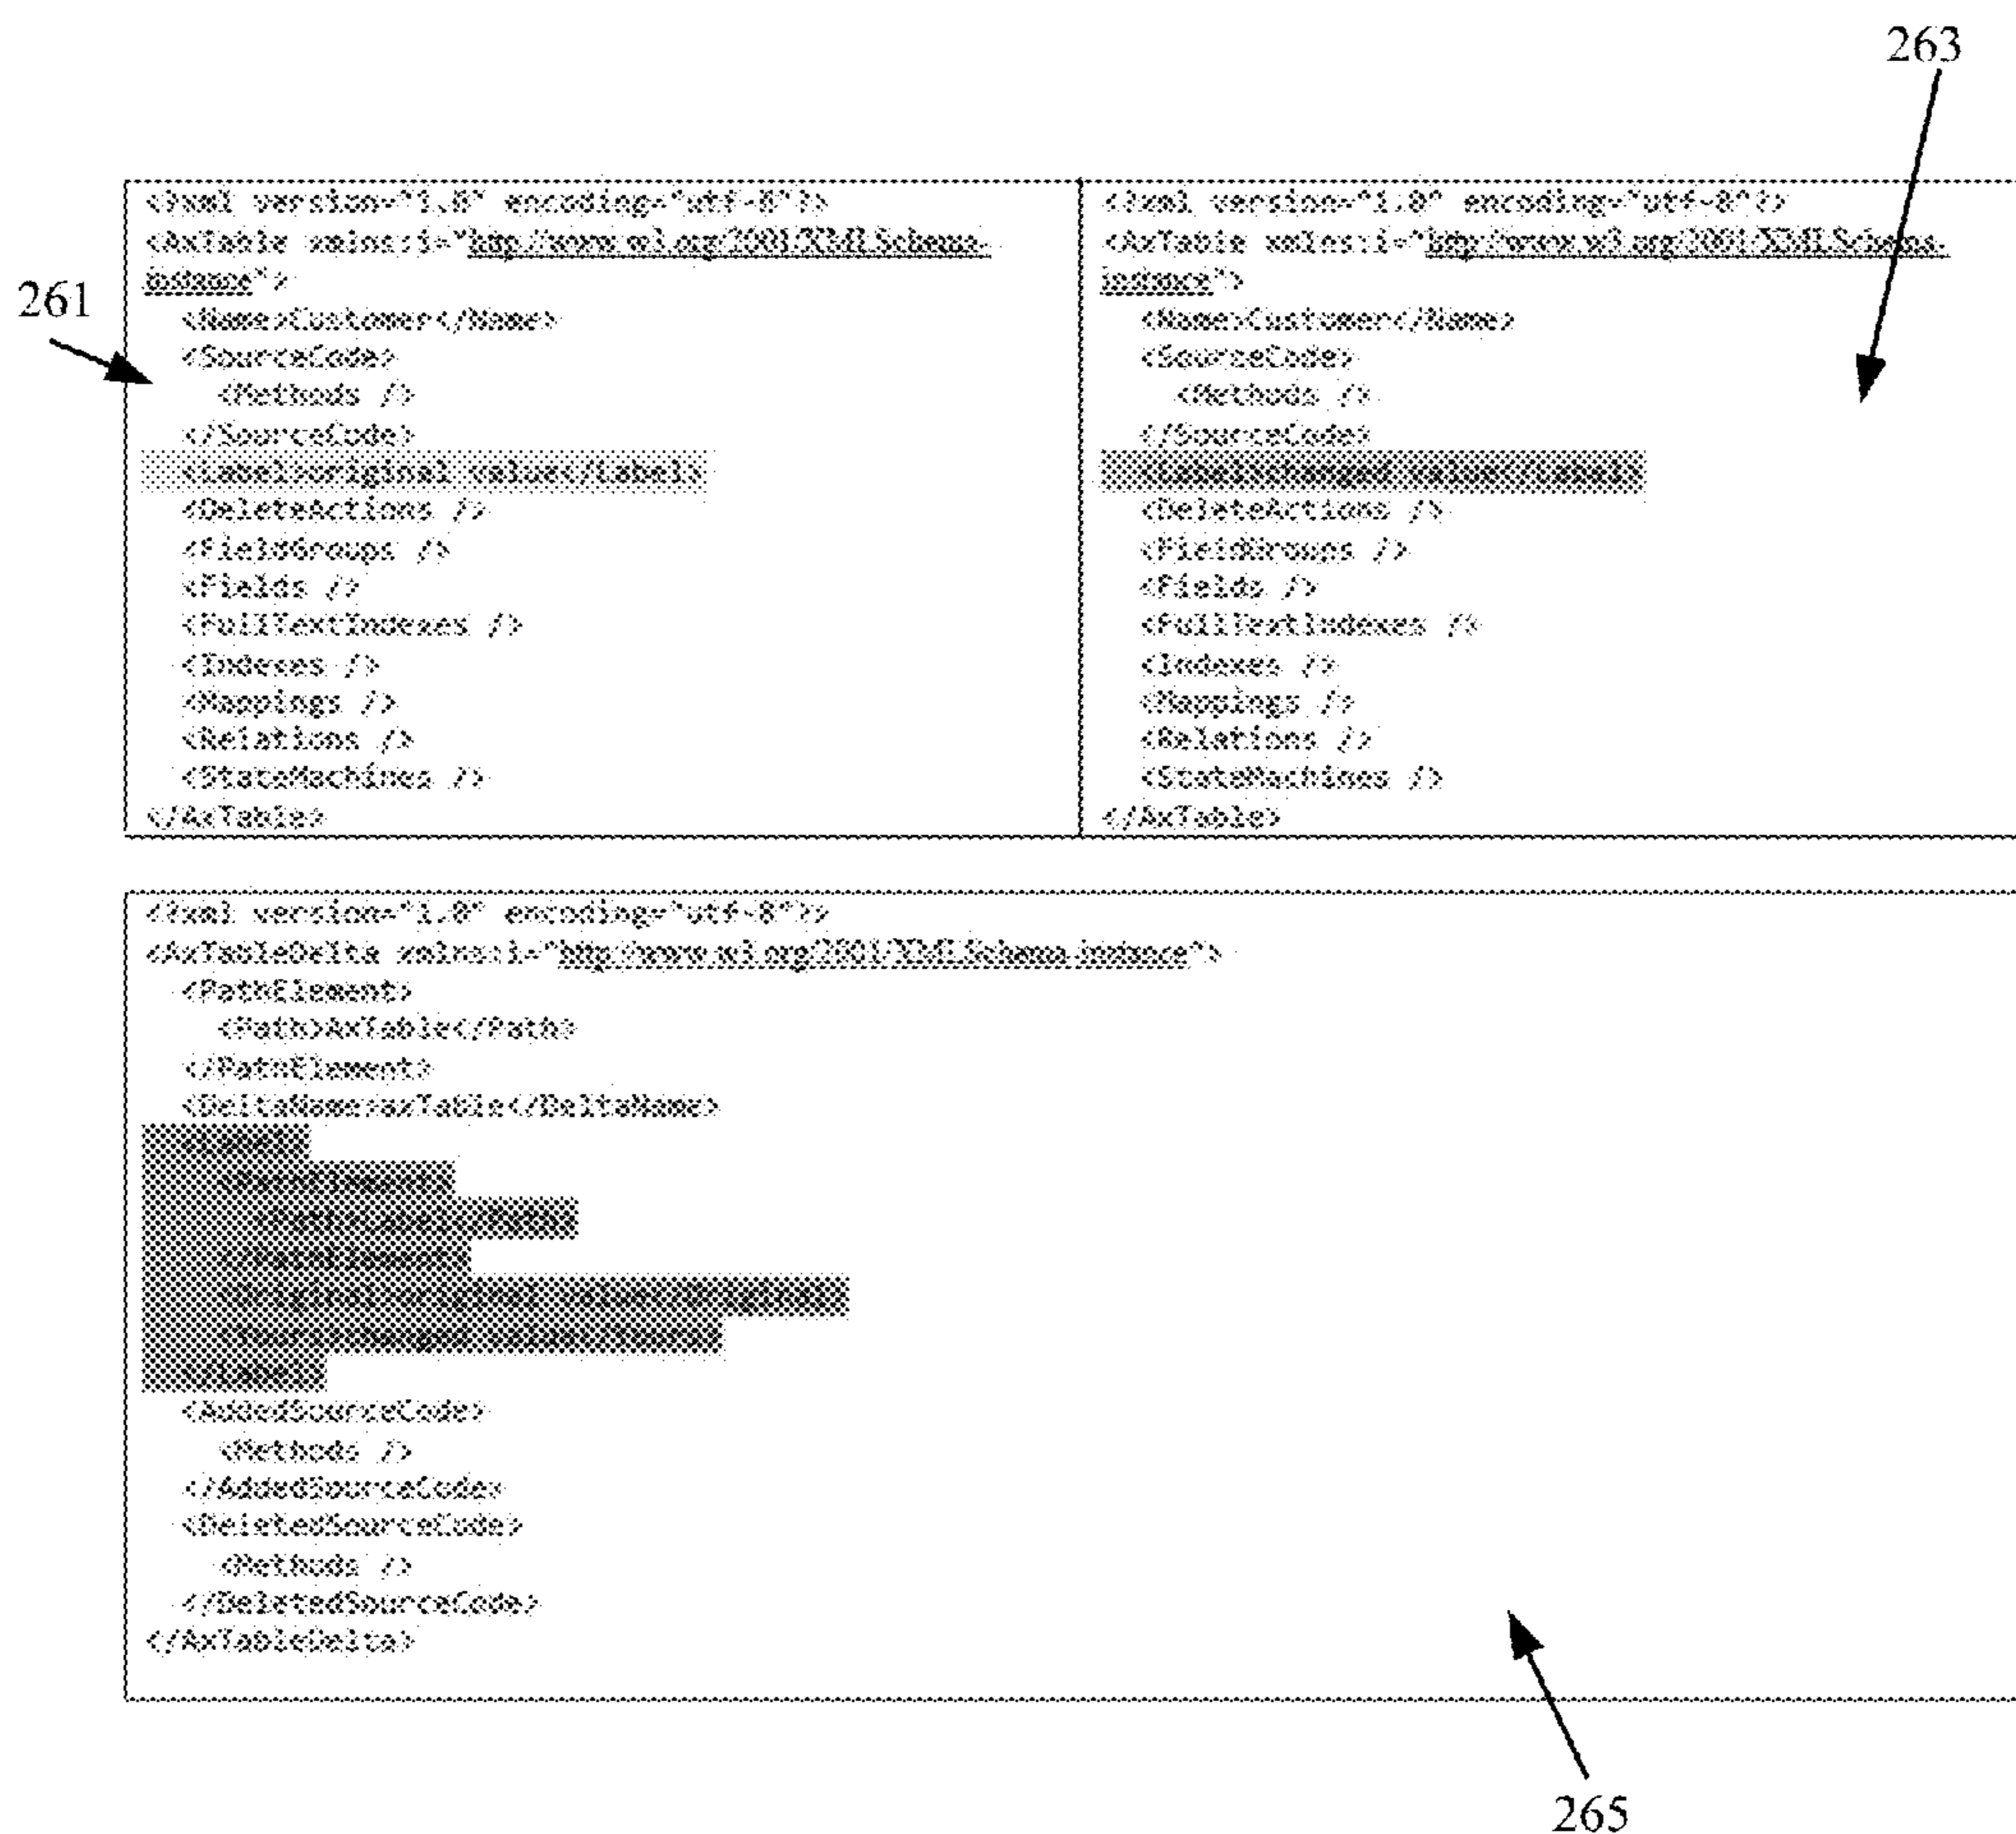 263
<?xml version="1.0" encoding="utf-8"?>
<AxTable xmlns:i="http://www.w3.org/2001/XMLSchema-
instance">
261
<Name>Customer</Name>
<SourceCode>
<Methods />
</SourceCode>
<Label>original value</Label>
<DeleteActions />
<FieldGroups />
<Fields />
<FullTextIndexes />
<Indexes />
<Mappings />
<Relations />
<StateMachines />
</AxTable>
<?xml version="1.0" encoding="utf-8"?>
<AxTable xmlns:i="http://www.w3.org/2001/XMLSchema-
instance">
<Name>Customer</Name>
<SourceCode>
<Methods />
</SourceCode>
<Label>changed value</Label>
<DeleteActions />
<FieldGroups />
<Fields />
<FullTextIndexes />
<Indexes />
<Mappings />
<Relations />
<StateMachines />
</AxTable>
<?xml version="1.0" encoding="utf-8"?>
<AxTableDelta xmlns:i="http://www.w3.org/2001/XMLSchema-instance">
<PathElement>
<Path>AxTable</Path>
</PathElement>
<DeltaName>axTable</DeltaName>
<AddedSourceCode>
<Methods />
</AddedSourceCode>
<DeletedSourceCode>
<Methods />
</DeletedSourceCode>
</AxTableDelta>
265